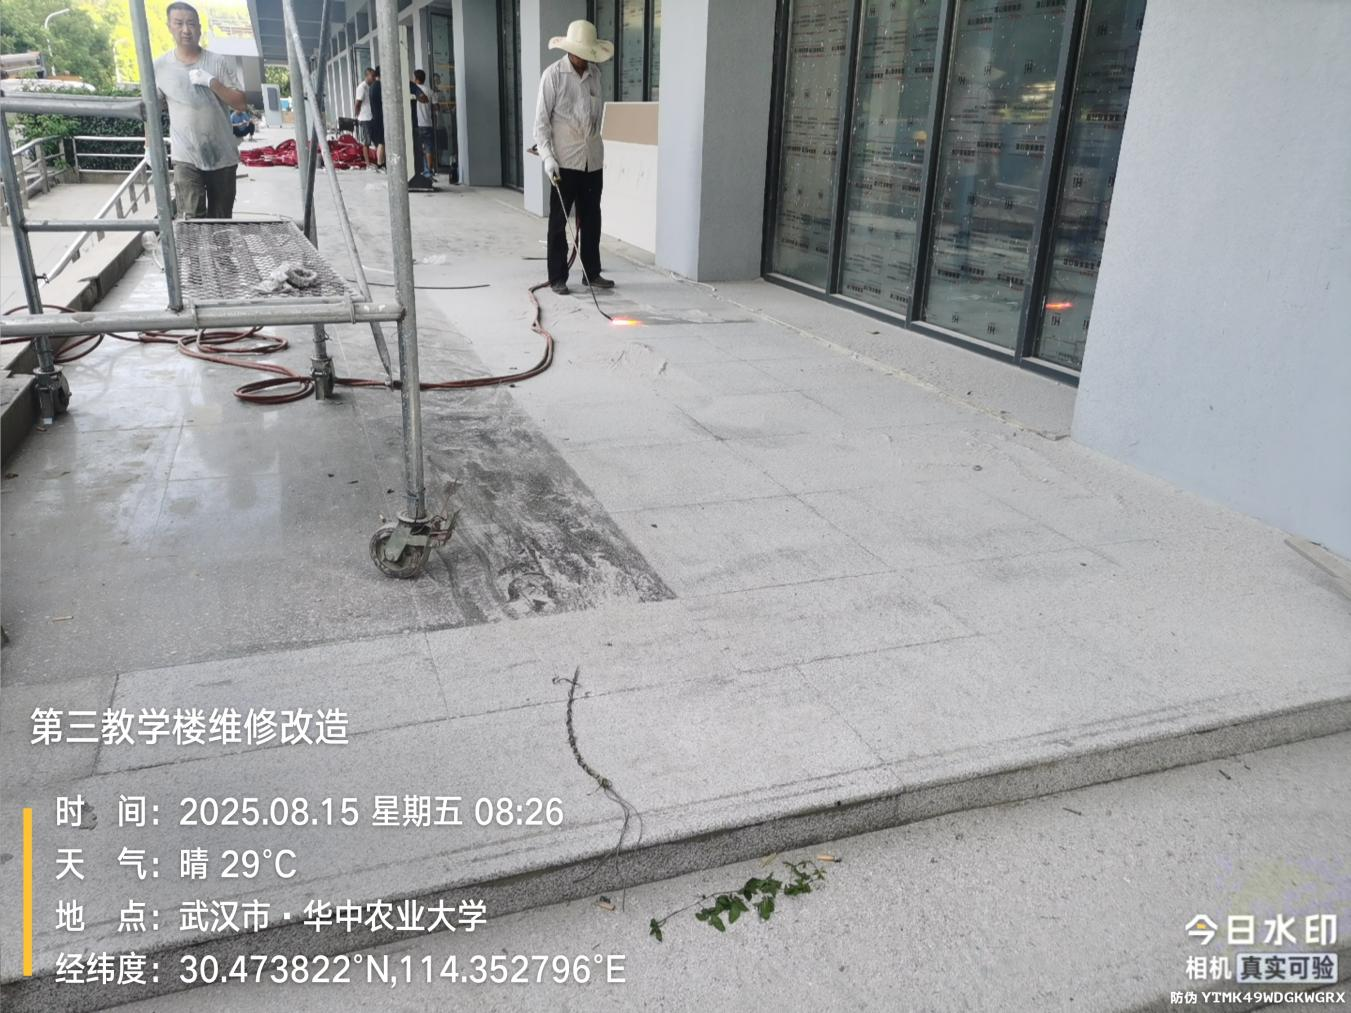 第三教学楼维修改造
时 间：2025.08.15 星期五 08:26
天 气：晴 29°C
地 点：武汉市·华中农业大学
经纬度：30.473822°N,114.352796°E
今日水印
相机 真实可验
防伪 YTMK49WDGKWGRX